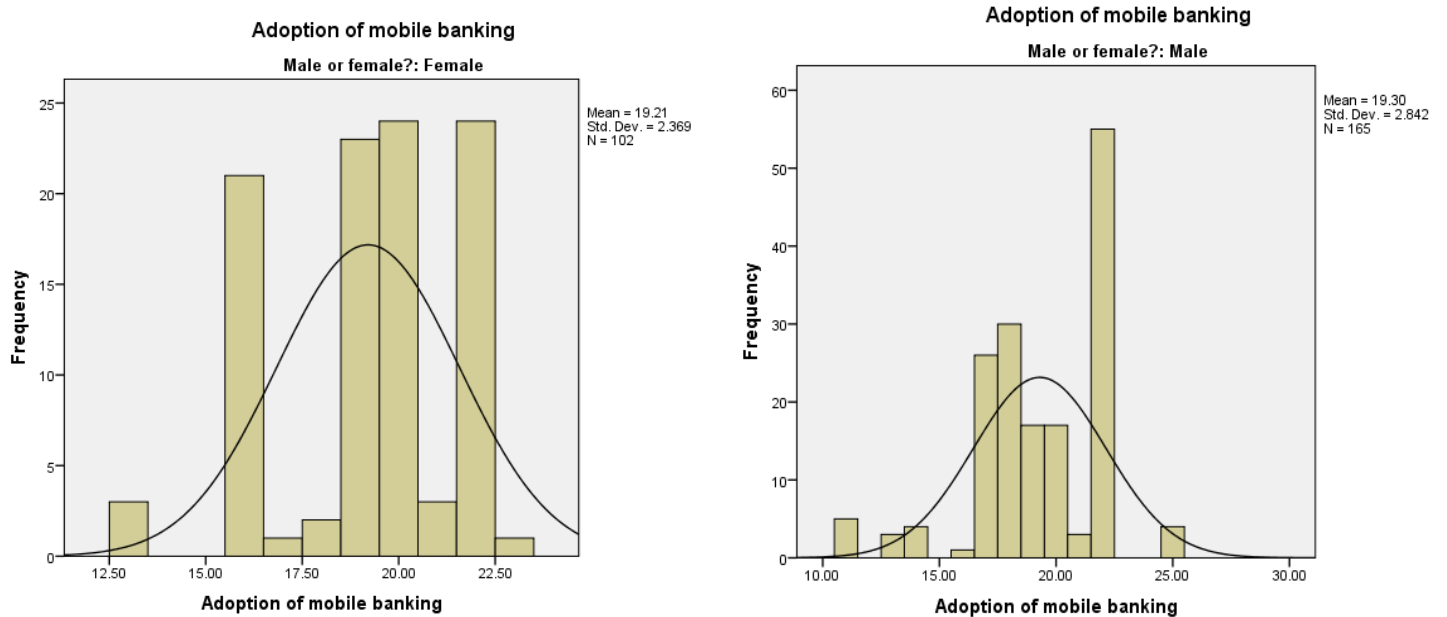 Adoption of mobile banking
Male or female?: Female
Mean = 19.21
Std. Dev. = 2.369
N = 102
25
20
15
10
5
0
Frequency
12.50 15.00 17.50 20.00 22.50
Adoption of mobile banking
Adoption of mobile banking
Male or female?: Male
Mean = 19.30
Std. Dev. = 2.842
N = 165
60
50
40
30
20
10
0
Frequency
10.00 15.00 20.00 25.00 30.00
Adoption of mobile banking